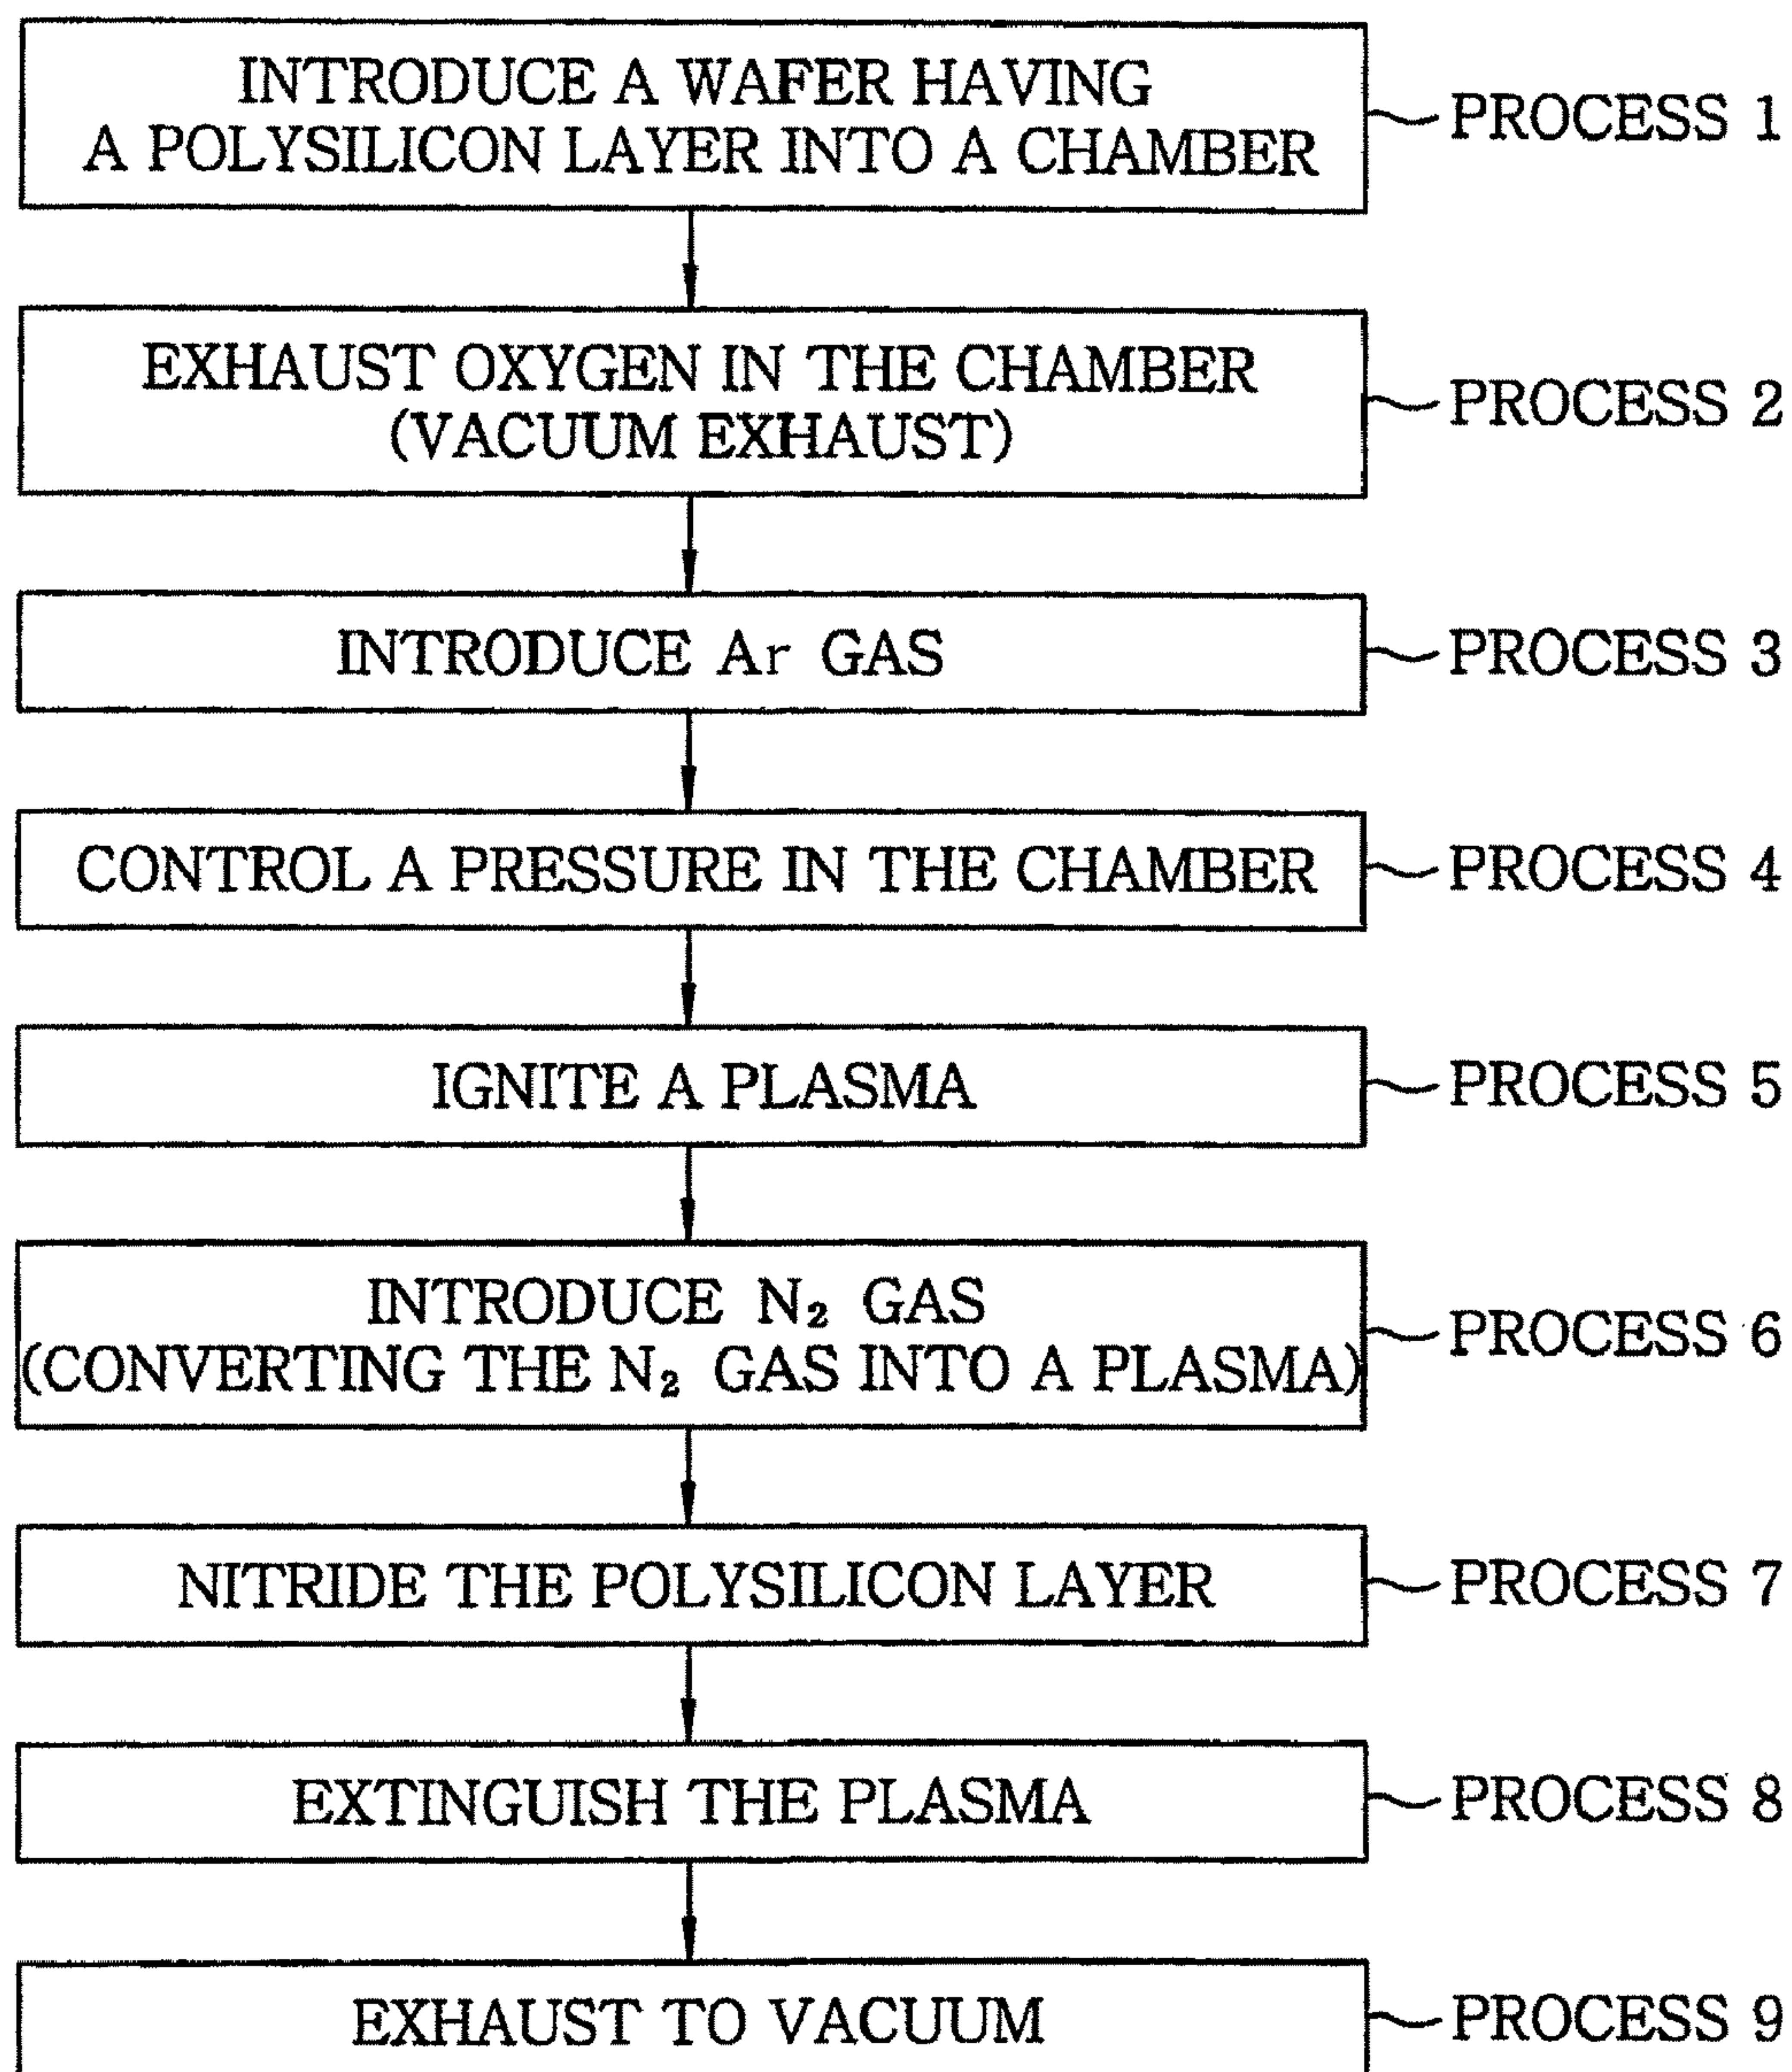 INTRODUCE A WAFER HAVING
A POLYSILICON LAYER INTO A CHAMBER
PROCESS 1
EXHAUST OXYGEN IN THE CHAMBER
(VACUUM EXHAUST)
PROCESS 2
INTRODUCE Ar GAS
PROCESS 3
CONTROL A PRESSURE IN THE CHAMBER
PROCESS 4
IGNITE A PLASMA
PROCESS 5
INTRODUCE N₂ GAS
(CONVERTING THE N₂ GAS INTO A PLASMA)
PROCESS 6
NITRIDE THE POLYSILICON LAYER
PROCESS 7
EXTINGUISH THE PLASMA
PROCESS 8
EXHAUST TO VACUUM
PROCESS 9